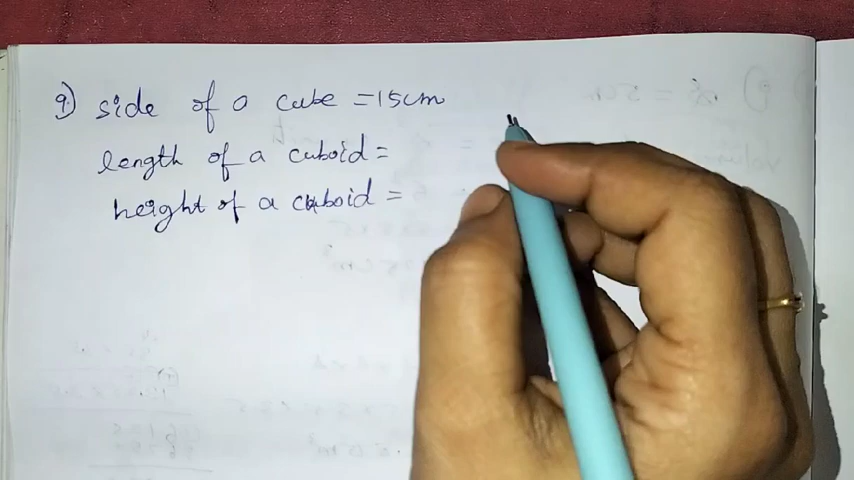 9) side of a cube = 15cm
length of a cuboid =
height of a cuboid =